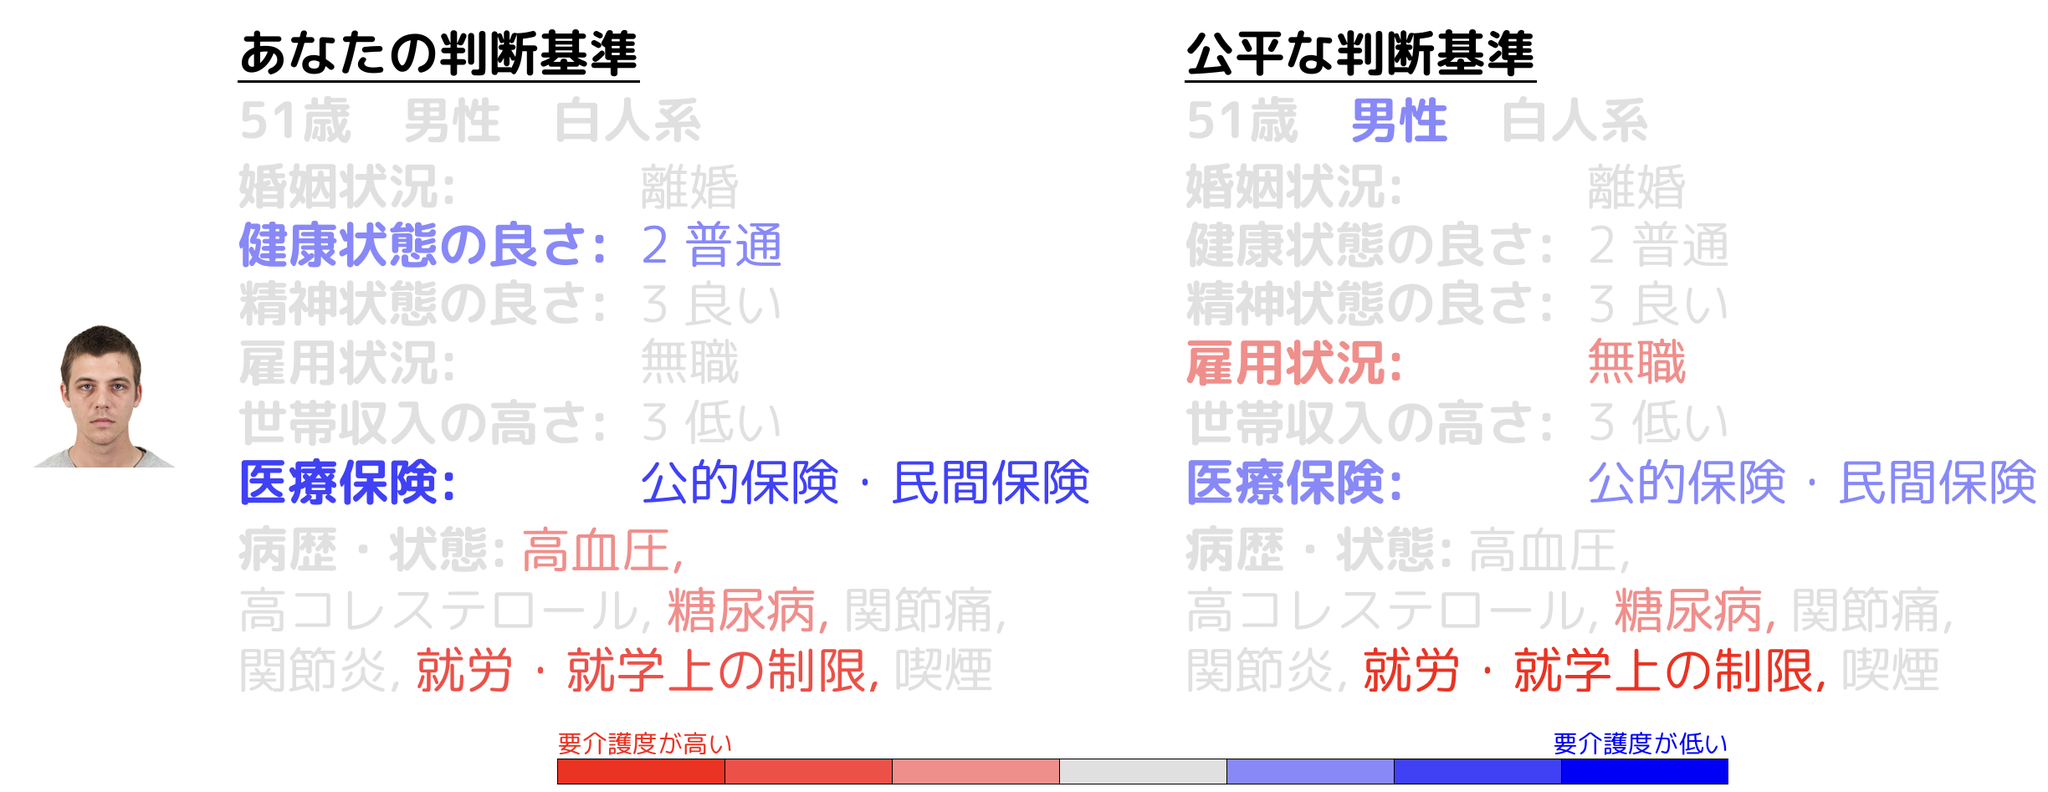 あなたの判断基準
51歳 男性 白人系
婚姻状況: 離婚
健康状態の良さ: 2 普通
精神状態の良さ: 3 良い
雇用状況: 無職
世帯収入の高さ: 3 低い
医療保険: 公的保険・民間保険
病歴・状態: 高血圧,
高コレステロール, 糖尿病, 関節痛,
関節炎, 就労・就学上の制限, 喫煙
公平な判断基準
51歳 男性 白人系
婚姻状況: 離婚
健康状態の良さ: 2 普通
精神状態の良さ: 3 良い
雇用状況: 無職
世帯収入の高さ: 3 低い
医療保険: 公的保険・民間保険
病歴・状態: 高血圧,
高コレステロール, 糖尿病, 関節痛,
関節炎, 就労・就学上の制限, 喫煙
要介護度が高い
要介護度が低い